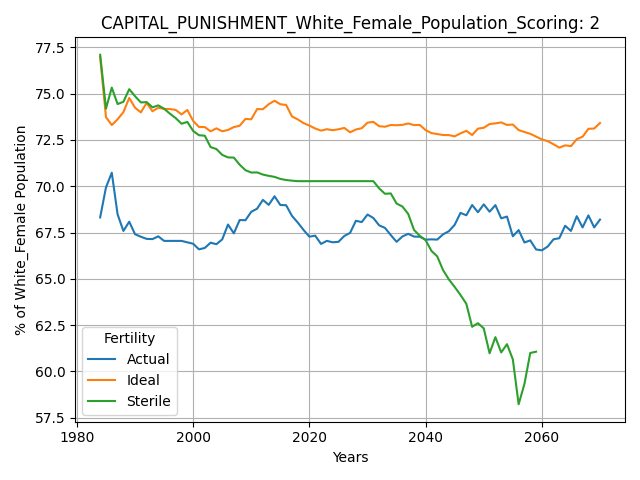 CAPITAL_PUNISHMENT_White_Female_Population_Scoring: 2
% of White_Female Population
77.5
75.0
72.5
70.0
67.5
65.0
62.5
60.0
57.5
Fertility
Actual
Ideal
Sterile
1980
2000
2020
2040
2060
Years